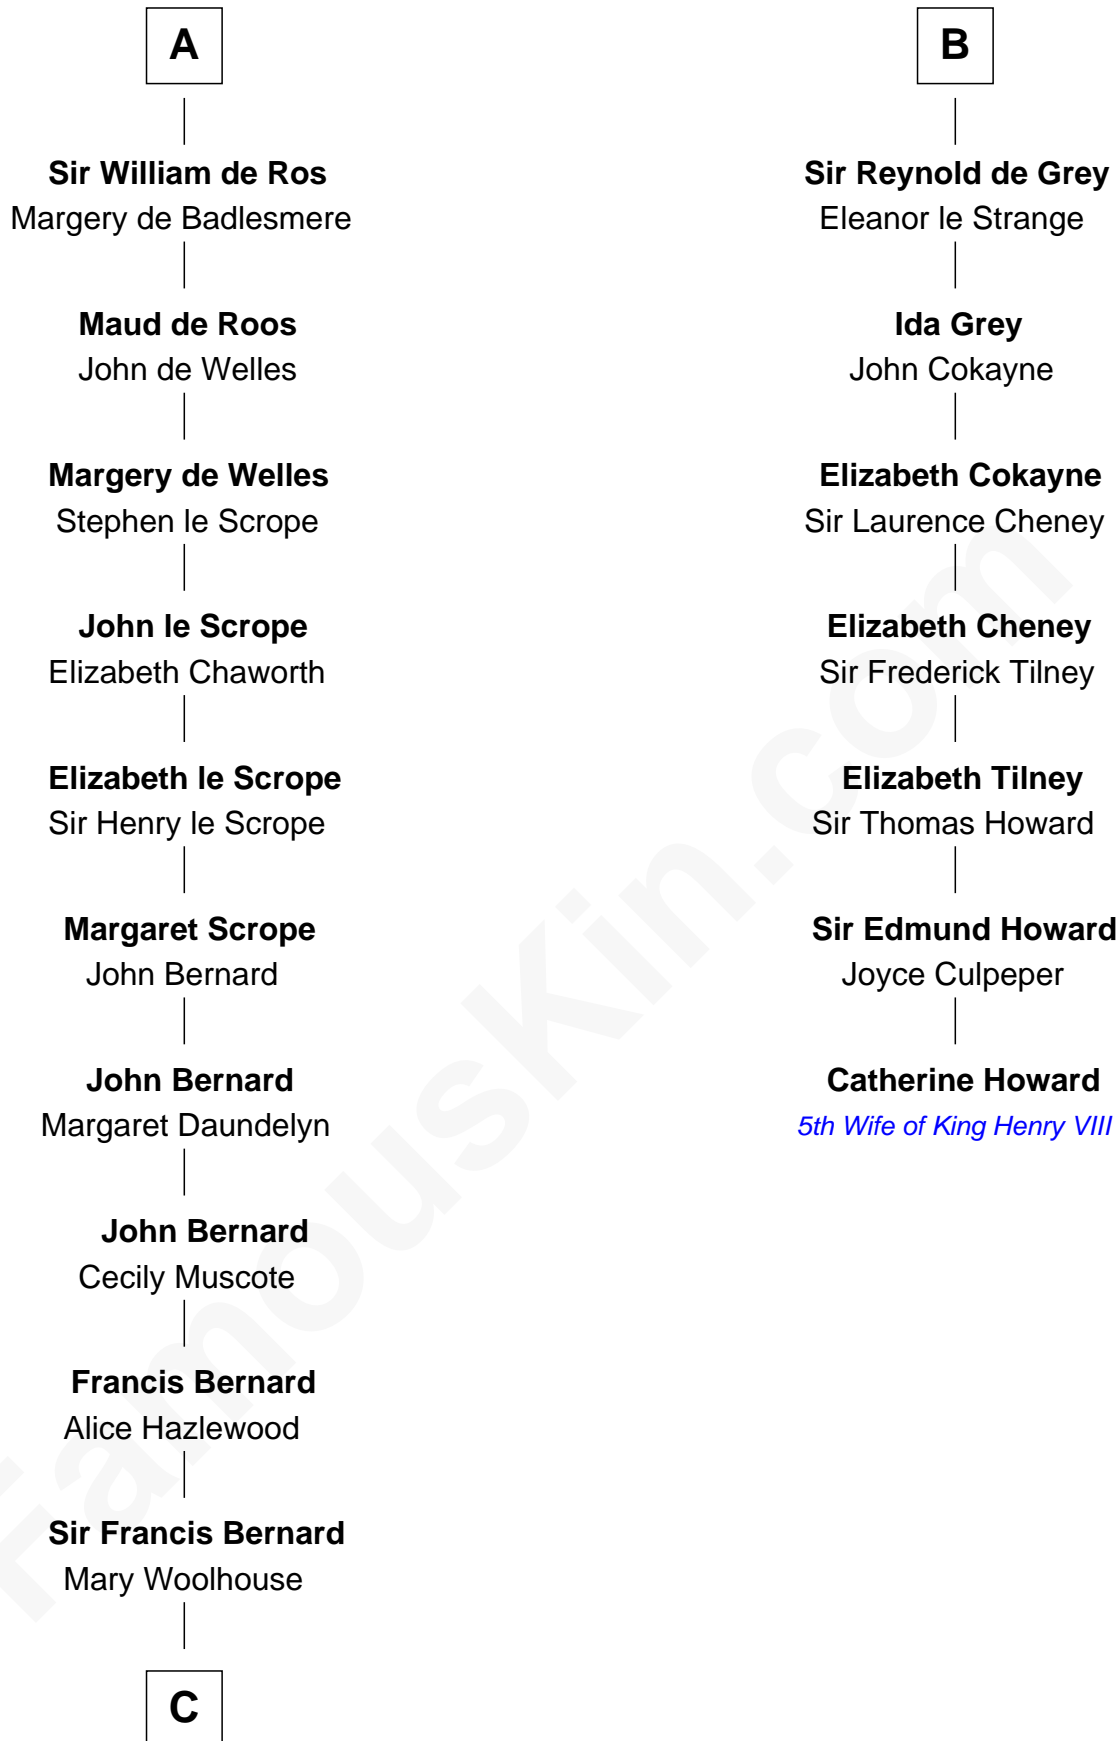 A
Sir William de Ros
Margery de Badlesmere
Maud de Roos
John de Welles
Margery de Welles
Stephen le Scrope
John le Scrope
Elizabeth Chaworth
Elizabeth le Scrope
Sir Henry le Scrope
Margaret Scrope
John Bernard
John Bernard
Margaret Daundelyn
John Bernard
Cecily Muscote
Francis Bernard
Alice Hazlewood
Sir Francis Bernard
Mary Woolhouse
C
B
Sir Reynold de Grey
Eleanor le Strange
Ida Grey
John Cokayne
Elizabeth Cokayne
Sir Laurence Cheney
Elizabeth Cheney
Sir Frederick Tilney
Elizabeth Tilney
Sir Thomas Howard
Sir Edmund Howard
Joyce Culpeper
Catherine Howard
5th Wife of King Henry VIII
FamousKin.com